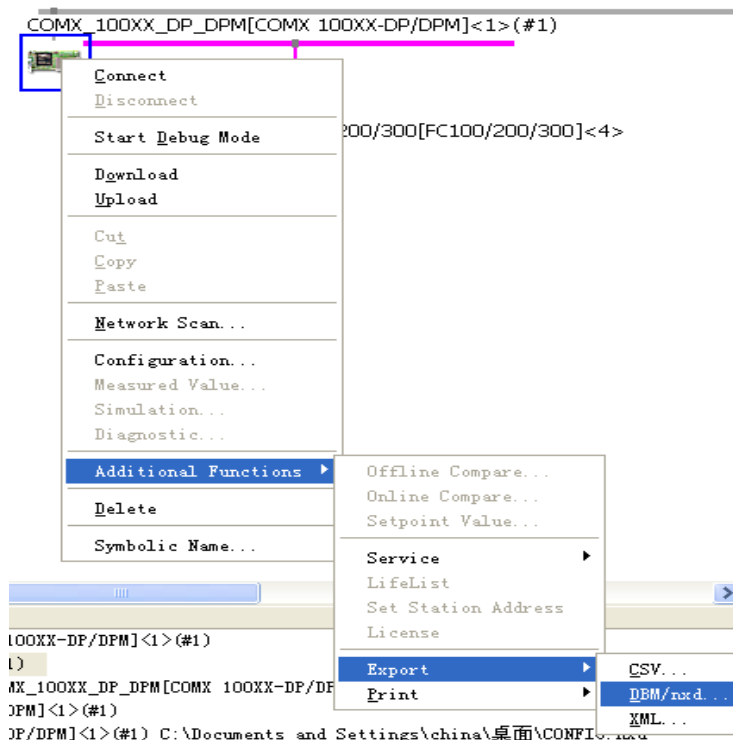 COMX_100XX_DP_DPM[COMX 100XX-DP/DPM]<1>(#1)
Connect
Disconnect
Start Debug Mode
200/300[FC100/200/300]<4>
Download
Upload
Cut
Copy
Paste
Network Scan...
Configuration...
Measured Value...
Simulation...
Diagnostic...
Additional Functions
Delete
Symbolic Name...
Offline Compare...
Online Compare...
Setpoint Value...
Service
LifeList
Set Station Address
License
Export
Print
CSV...
DBM/nxd...
XML...
100XX-DP/DPM]<1>(#1)
1)
MX_100XX_DP_DPM[COMX 100XX-DP/DP
DPM]<1>(#1)
DP/DPM]<1>(#1) C:\Documents and Settings\china\桌面\CONFIG.nxd